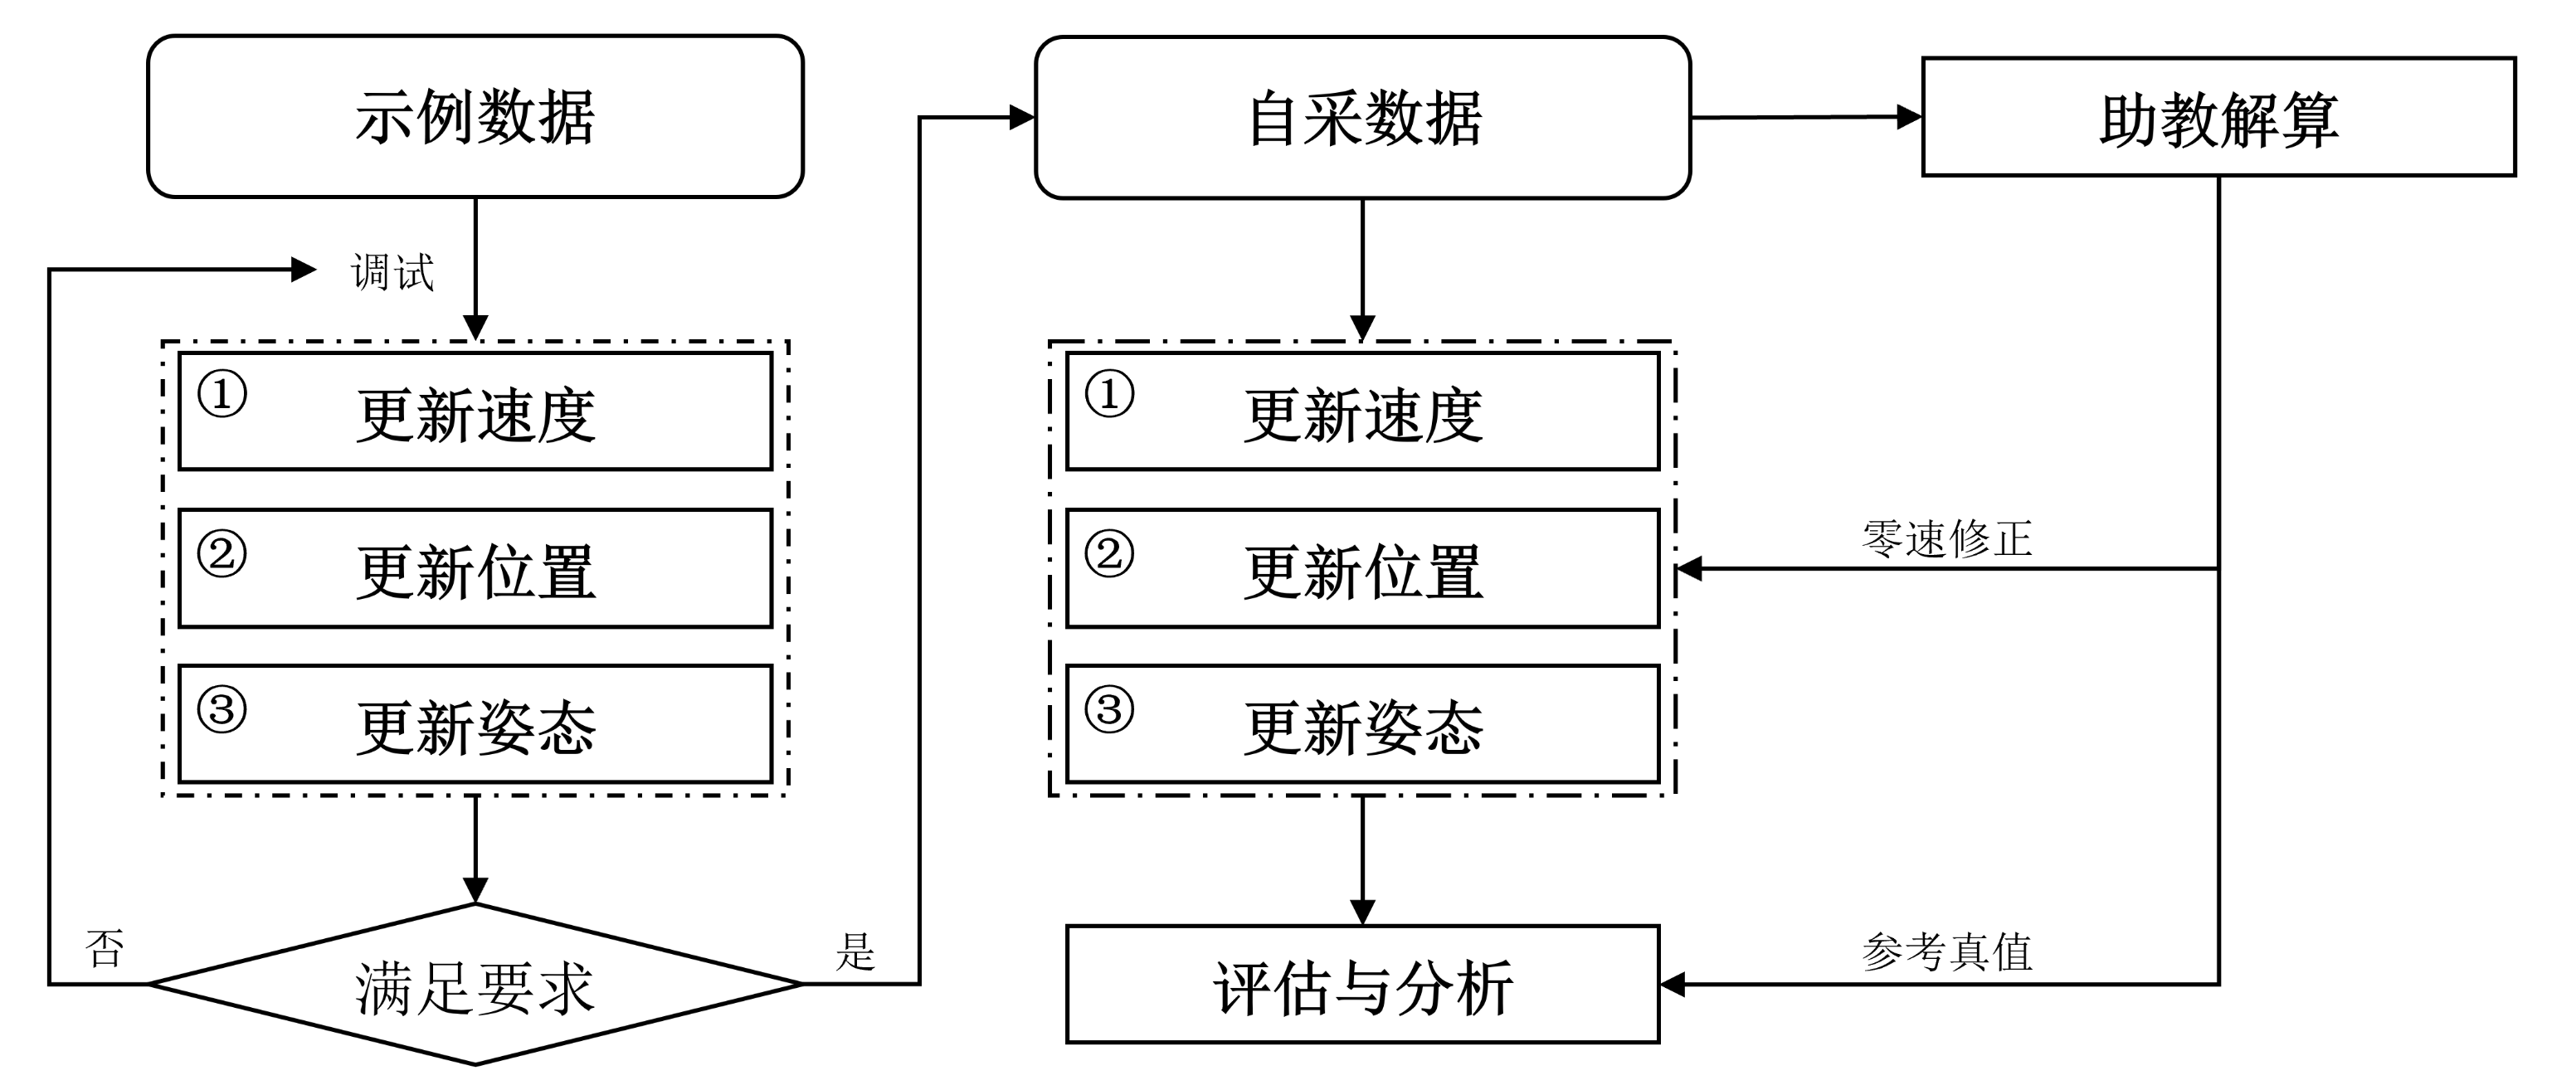 示例数据
调试
① 更新速度
② 更新位置
③ 更新姿态
否
满足要求
是
自采数据
① 更新速度
② 更新位置
③ 更新姿态
评估与分析
助教解算
零速修正
参考真值